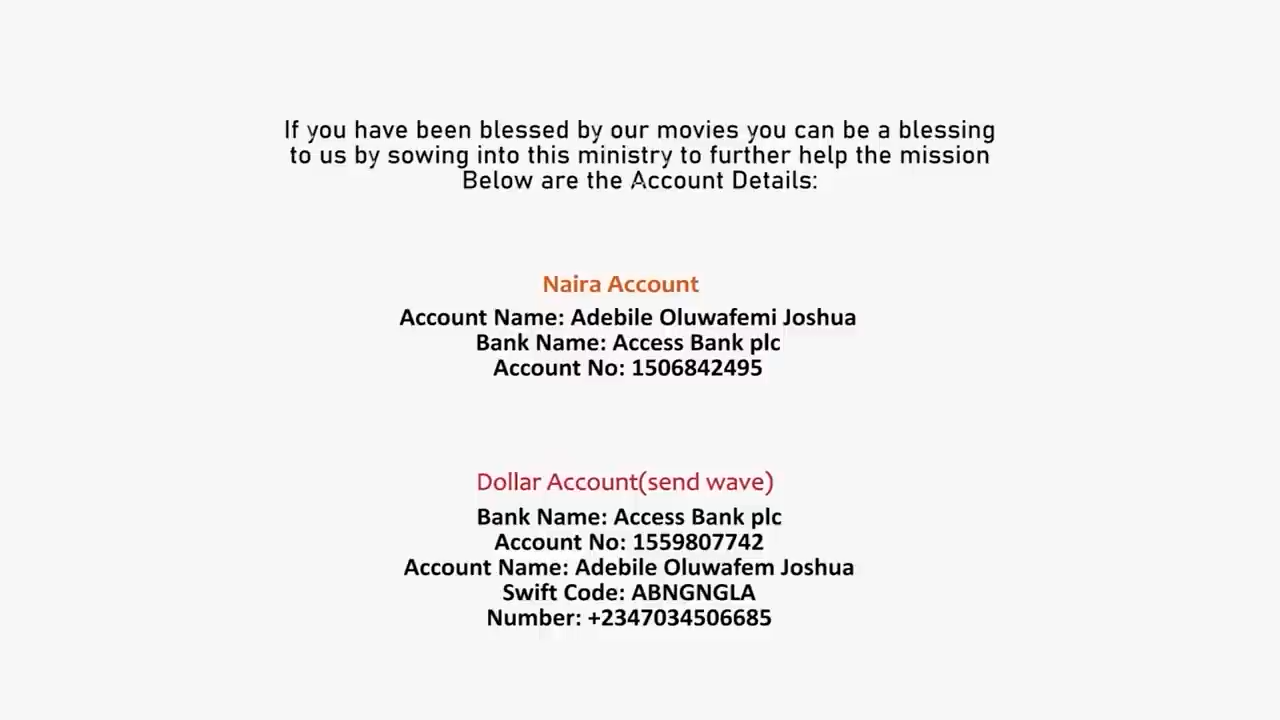 If you have been blessed by our movies you can be a blessing
to us by sowing into this ministry to further help the mission
Below are the Account Details:
Naira Account
Account Name: Adebile Oluwafemi Joshua
Bank Name: Access Bank plc
Account No: 1506842495
Dollar Account(send wave)
Bank Name: Access Bank plc
Account No: 1559807742
Account Name: Adebile Oluwafem Joshua
Swift Code: ABNGNGLA
Number: +2347034506685